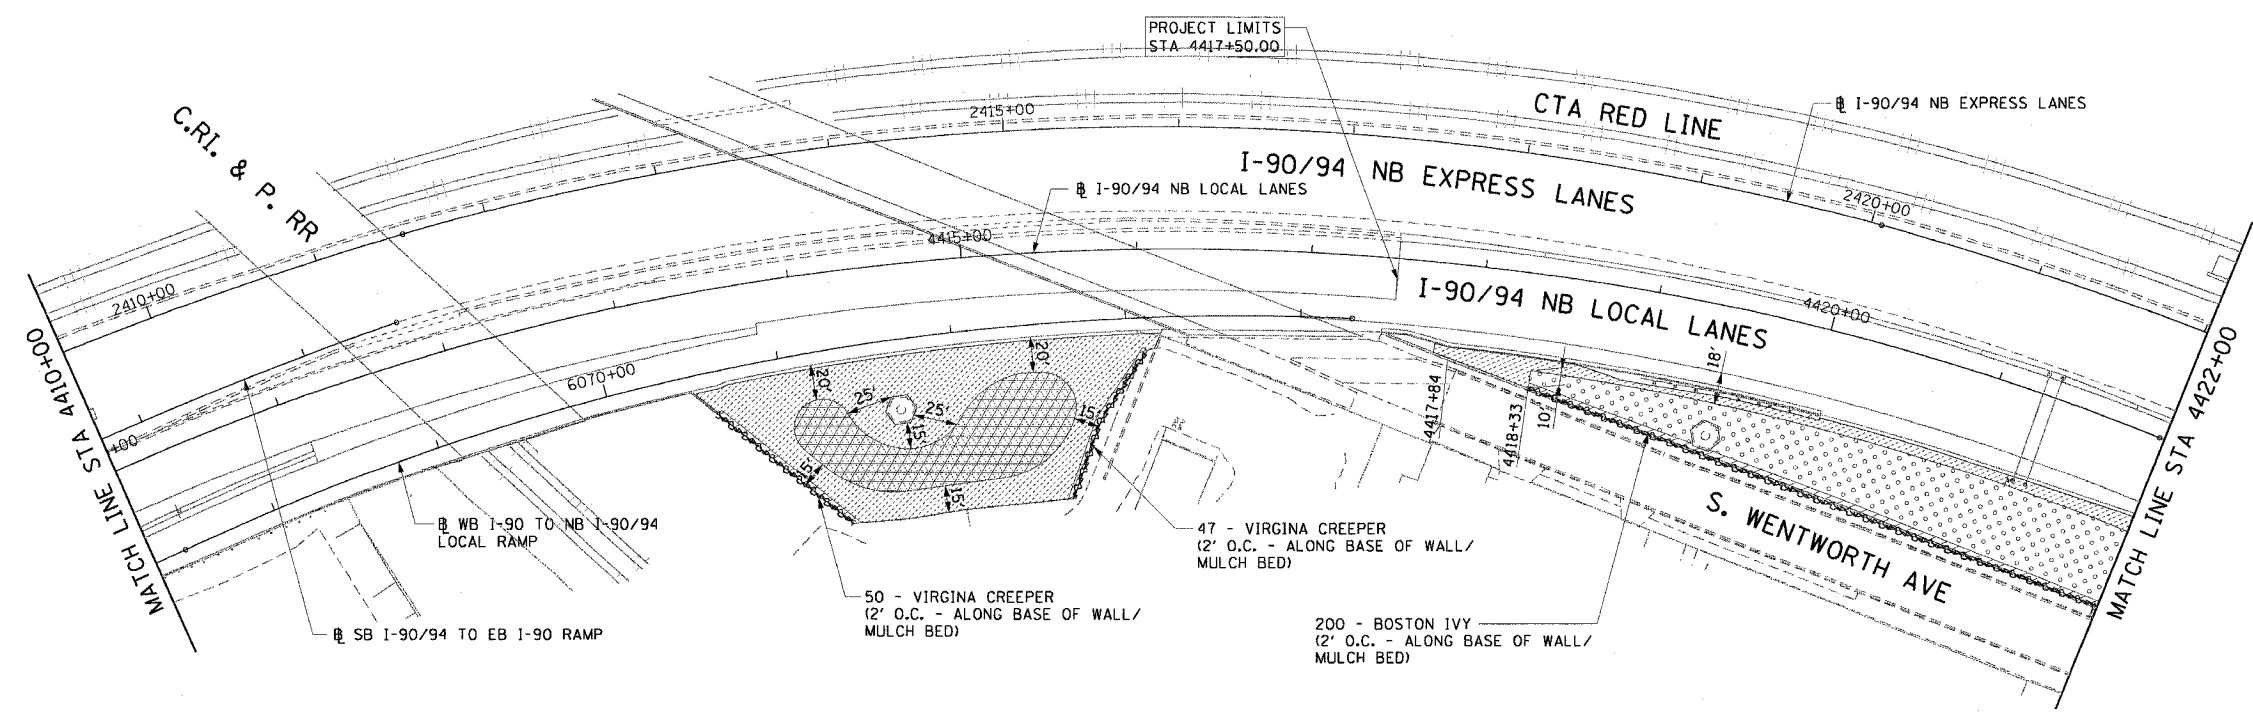 PROJECT LIMITS
STA 4417+50.00
C.RI. & P. RR
2415+00
CTA RED LINE
℄ I-90/94 NB EXPRESS LANES
I-90/94 NB EXPRESS LANES
℄ I-90/94 NB LOCAL LANES
2420+00
4415+00
2410+00
I-90/94 NB LOCAL LANES
4420+00
MATCH LINE STA 4410+00
+00
6070+00
20'
20'
25'
25'
15'
15'
15'
15'
4417+84
4418+33
10'
18'
MATCH LINE STA 4422+00
S. WENTWORTH AVE
℄ WB I-90 TO NB I-90/94
LOCAL RAMP
47 - VIRGINA CREEPER
(2' O.C. - ALONG BASE OF WALL/
MULCH BED)
50 - VIRGINA CREEPER
(2' O.C. - ALONG BASE OF WALL/
MULCH BED)
200 - BOSTON IVY
(2' O.C. - ALONG BASE OF WALL/
MULCH BED)
℄ SB I-90/94 TO EB I-90 RAMP